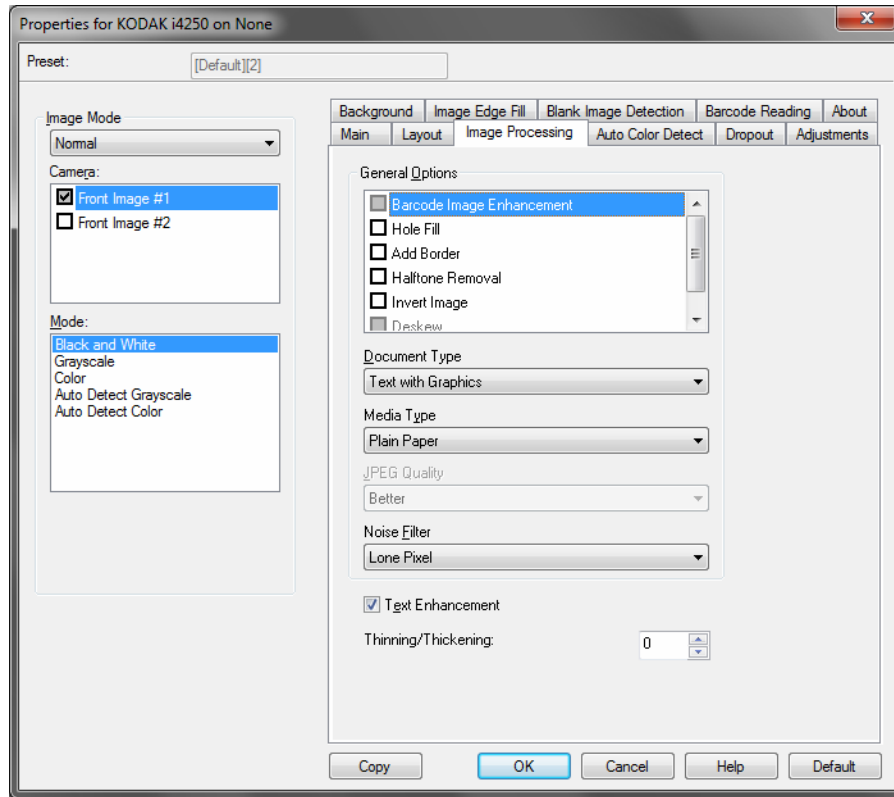 Properties for KODAK i4250 on None
Preset:
[Default][2]
Image Mode
Normal
Camera:
Front Image #1
Front Image #2
Mode:
Black and White
Grayscale
Color
Auto Detect Grayscale
Auto Detect Color
Background Image Edge Fill Blank Image Detection Barcode Reading About
Main Layout Image Processing Auto Color Detect Dropout Adjustments
General Options
Barcode Image Enhancement
Hole Fill
Add Border
Halftone Removal
Invert Image
Deskew
Document Type
Text with Graphics
Media Type
Plain Paper
JPEG Quality
Better
Noise Filter
Lone Pixel
Text Enhancement
Thinning/Thickening: 0
Copy OK Cancel Help Default